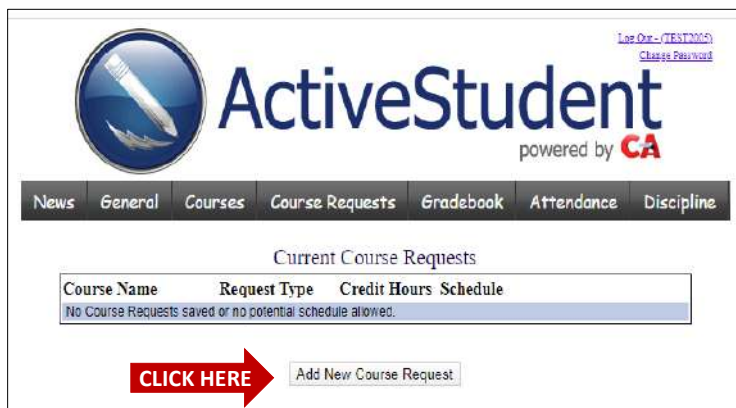 Log Out - (TEST2005)
Change Password
ActiveStudent
powered by CA
News General Courses Course Requests Gradebook Attendance Discipline
Current Course Requests
Course Name Request Type Credit Hours Schedule
No Course Requests saved or no potential schedule allowed.
CLICK HERE Add New Course Request